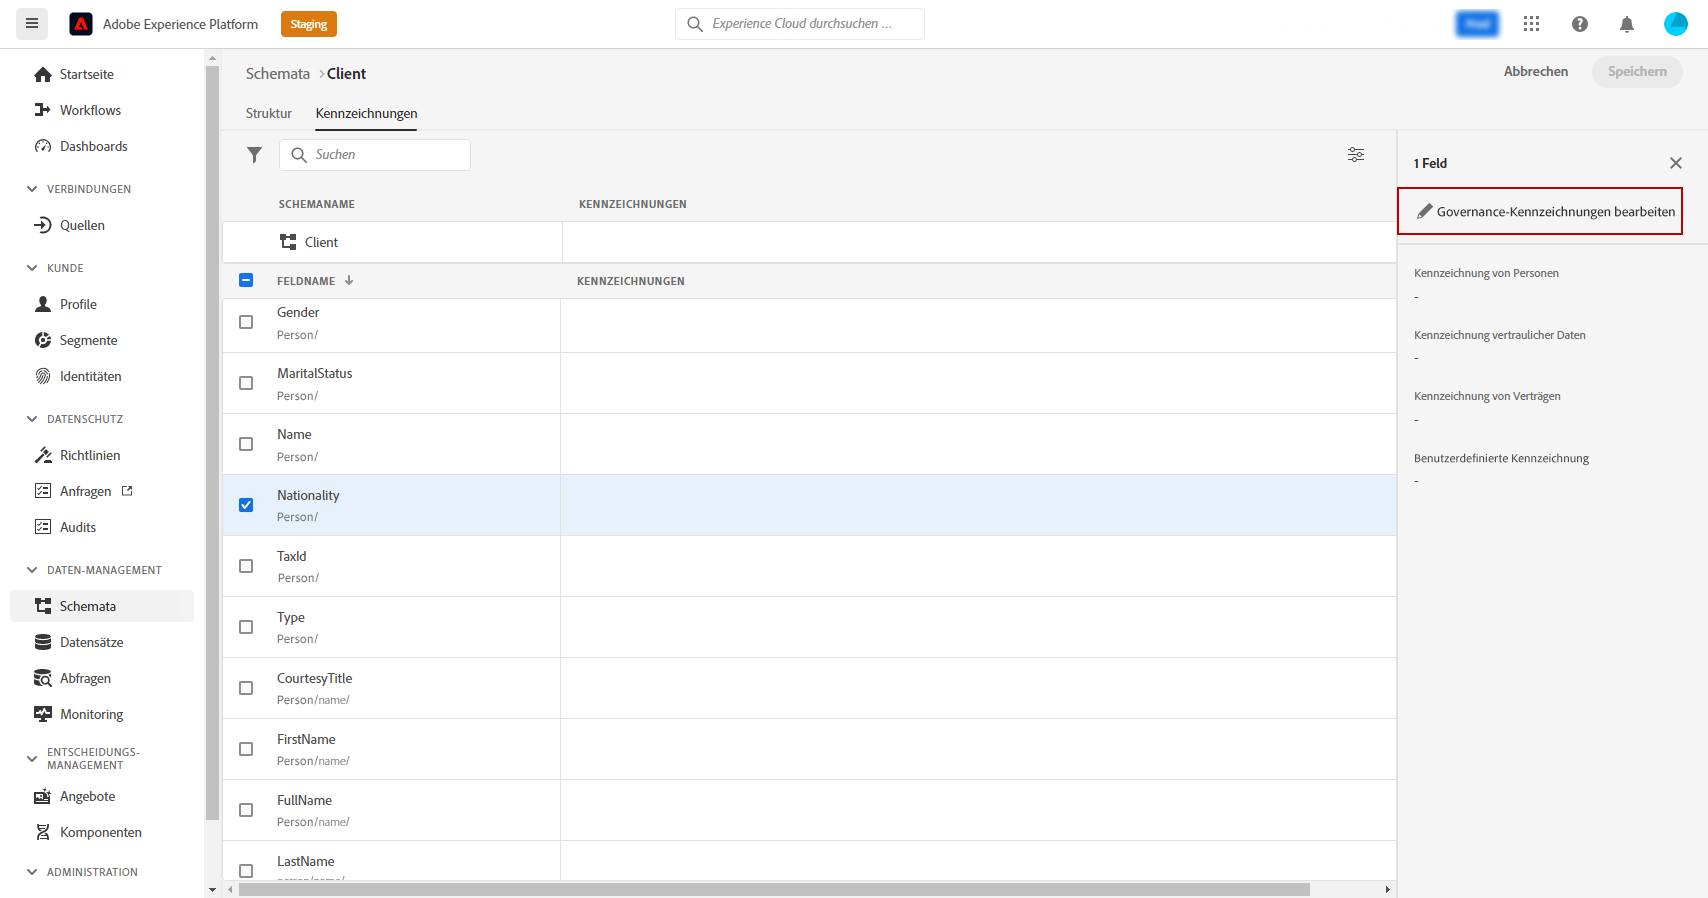 Adobe Experience Platform
Staging
Experience Cloud durchsuchen ...
Startseite
Workflows
Dashboards
VERBINDUNGEN
Quellen
KUNDE
Profile
Segmente
Identitäten
DATENSCHUTZ
Richtlinien
Anfragen
Audits
DATEN-MANAGEMENT
Schemata
Datensätze
Abfragen
Monitoring
ENTSCHEIDUNGS-
MANAGEMENT
Angebote
Komponenten
ADMINISTRATION
Schemata › Client
Abbrechen
Speichern
Struktur
Kennzeichnungen
Suchen
SCHEMANAME
KENNZEICHNUNGEN
Client
FELDNAME
KENNZEICHNUNGEN
Gender
Person/
MaritalStatus
Person/
Name
Person/
Nationality
Person/
TaxId
Person/
Type
Person/
CourtesyTitle
Person/name/
FirstName
Person/name/
FullName
Person/name/
LastName
person/name/
1 Feld
Governance-Kennzeichnungen bearbeiten
Kennzeichnung von Personen
-
Kennzeichnung vertraulicher Daten
-
Kennzeichnung von Verträgen
-
Benutzerdefinierte Kennzeichnung
-